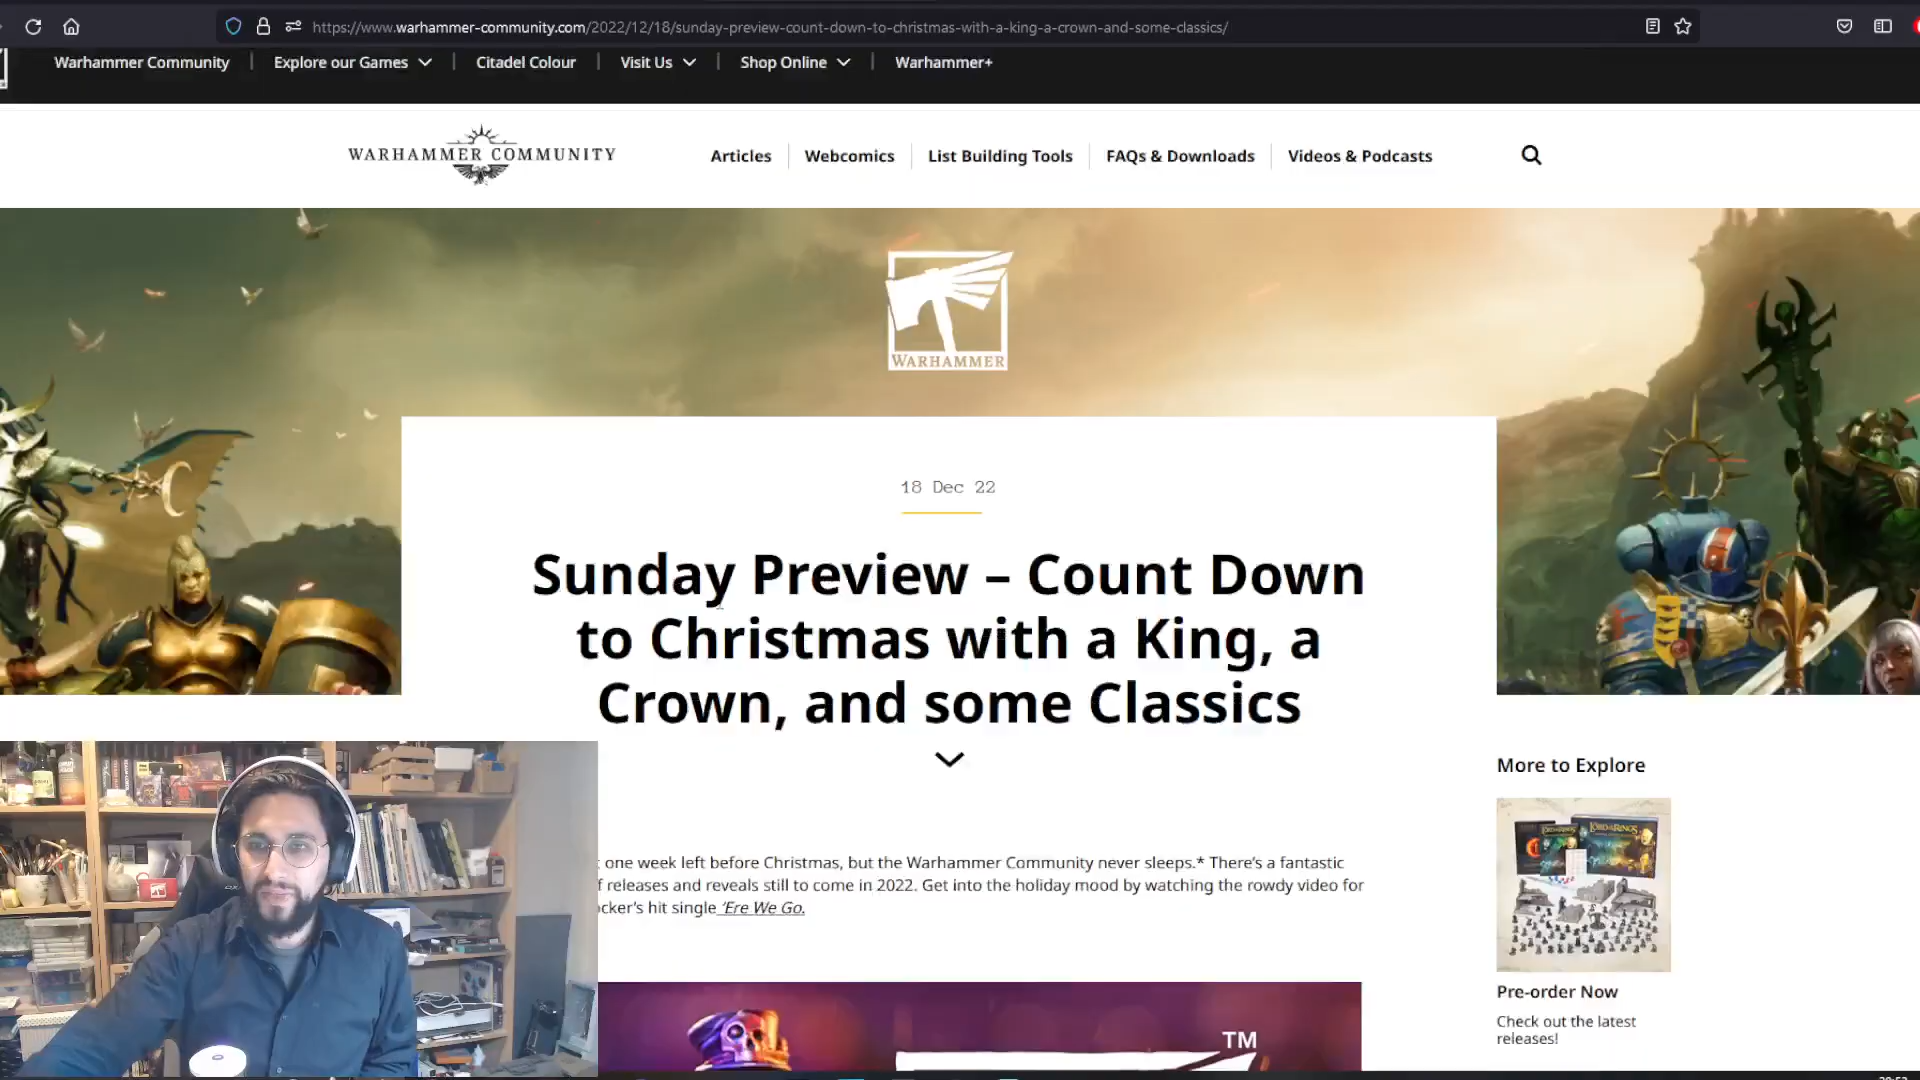 https://www.warhammer-community.com/2022/12/18/sunday-preview-count-down-to-christmas-with-a-king-a-crown-and-some-classics/
Warhammer Community
Explore our Games
Citadel Colour
Visit Us
Shop Online
Warhammer+
WARHAMMER COMMUNITY
Articles
Webcomics
List Building Tools
FAQs & Downloads
Videos & Podcasts
WARHAMMER
18 Dec 22
Sunday Preview – Count Down
to Christmas with a King, a
Crown, and some Classics
one week left before Christmas, but the Warhammer Community never sleeps.* There's a fantastic
f releases and reveals still to come in 2022. Get into the holiday mood by watching the rowdy video for
ocker's hit single 'Ere We Go.
TM
More to Explore
Pre-order Now
Check out the latest
releases!